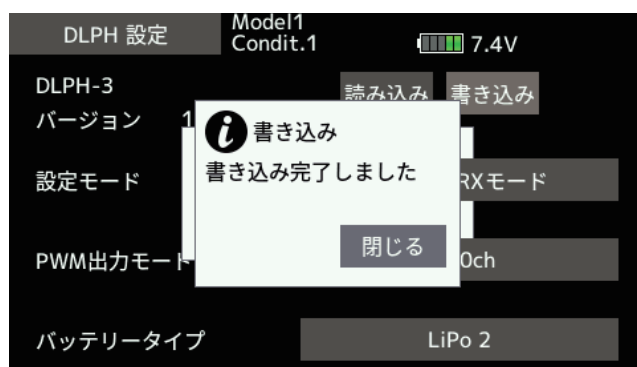 DLPH 設定
Model1
Condit.1
7.4V
DLPH-3
読み込み
書き込み
バージョン 1
書き込み
書き込み完了しました
設定モード
RXモード
閉じる
PWM出力モード
0ch
バッテリータイプ
LiPo 2